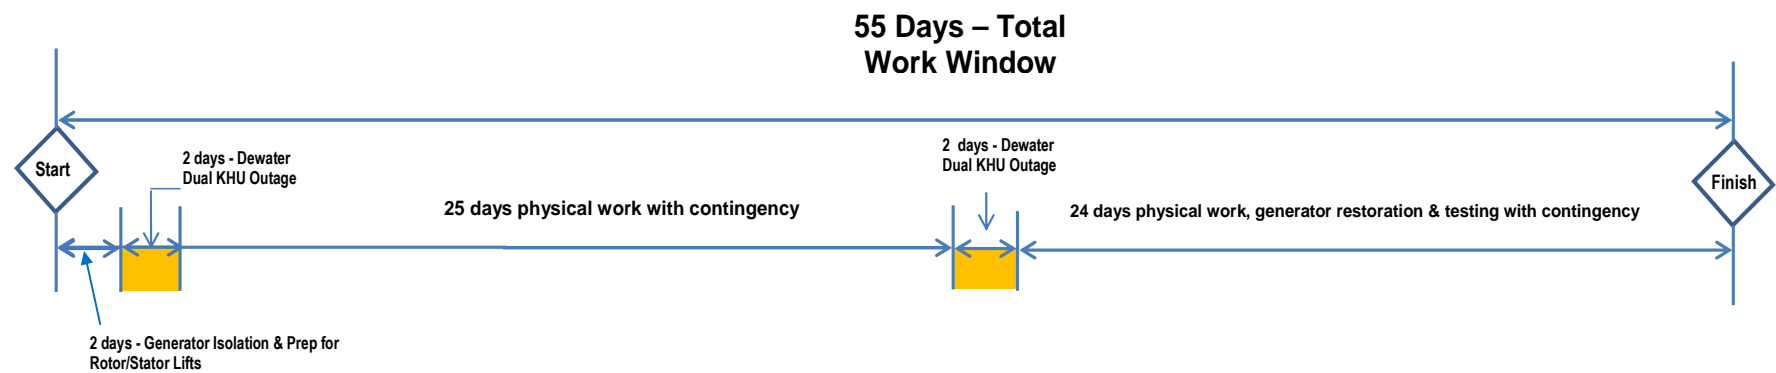 55 Days – Total
Work Window
Start
2 days - Dewater
Dual KHU Outage
25 days physical work with contingency
2  days - Dewater
Dual KHU Outage
24 days physical work, generator restoration & testing with contingency
Finish
2 days - Generator Isolation & Prep for
Rotor/Stator Lifts